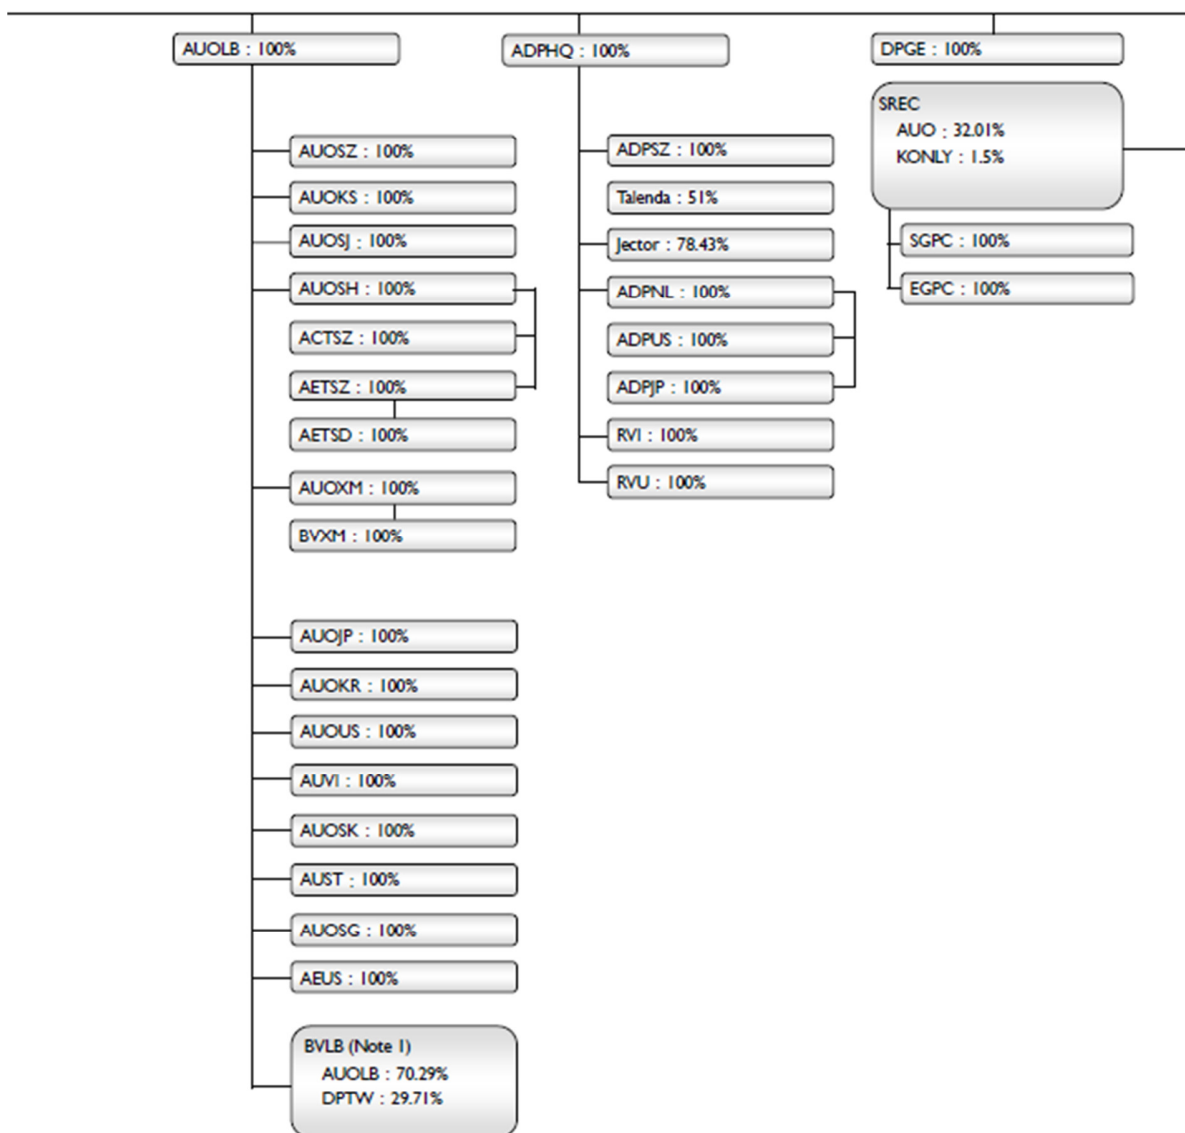 AUOLB : 100%
AUOSZ : 100%
AUOKS : 100%
AUOSJ : 100%
AUOSH : 100%
ACTSZ : 100%
AETSZ : 100%
AETSD : 100%
AUOXM : 100%
BVXM : 100%
AUOJP : 100%
AUOKR : 100%
AUOUS : 100%
AUVI : 100%
AUOSK : 100%
AUST : 100%
AUOSG : 100%
AEUS : 100%
BVLB (Note 1)
AUOLB : 70.29%
DPTW : 29.71%
ADPHQ : 100%
ADPSZ : 100%
Talenda : 51%
Jector : 78.43%
ADPNL : 100%
ADPUS : 100%
ADPJP : 100%
RVI : 100%
RVU : 100%
DPGE : 100%
SREC
AUO : 32.01%
KONLY : 1.5%
SGPC : 100%
EGPC : 100%